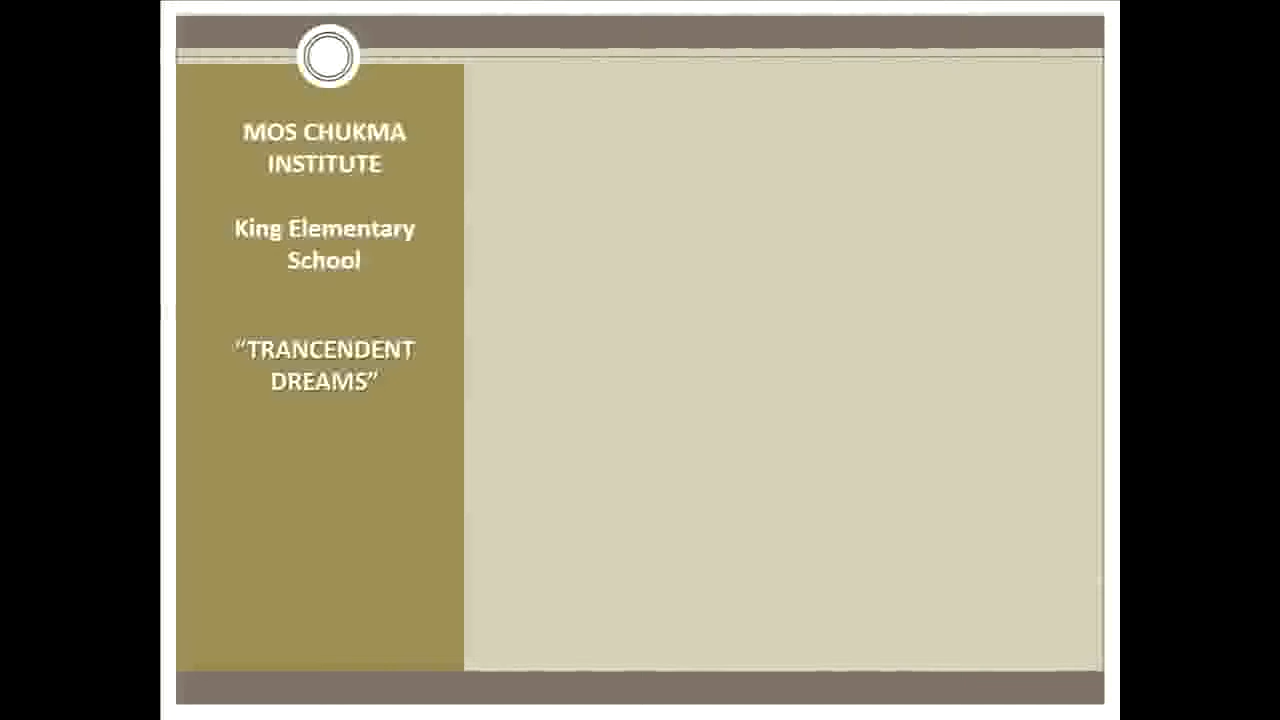 MOS CHUKMA
INSTITUTE
King Elementary
School
“TRANCENDENT
DREAMS”